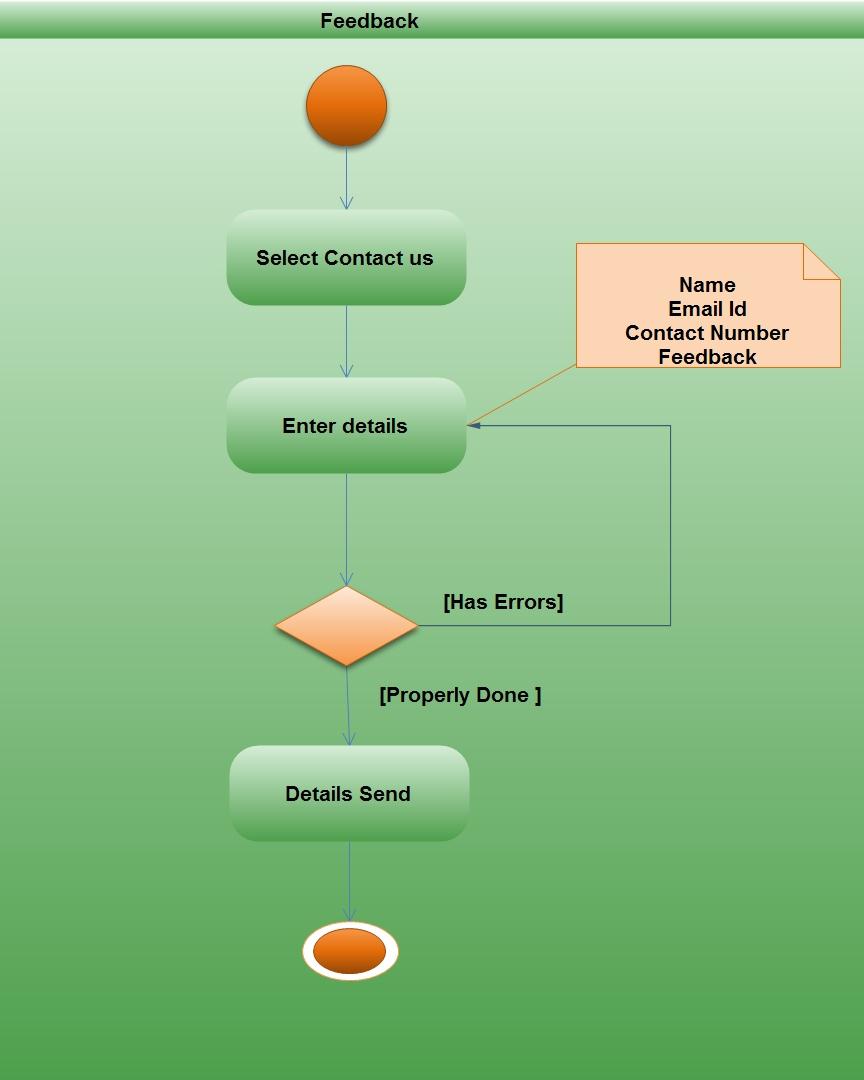 Feedback
Select Contact us
Name
Email Id
Contact Number
Feedback
Enter details
[Has Errors]
[Properly Done ]
Details Send